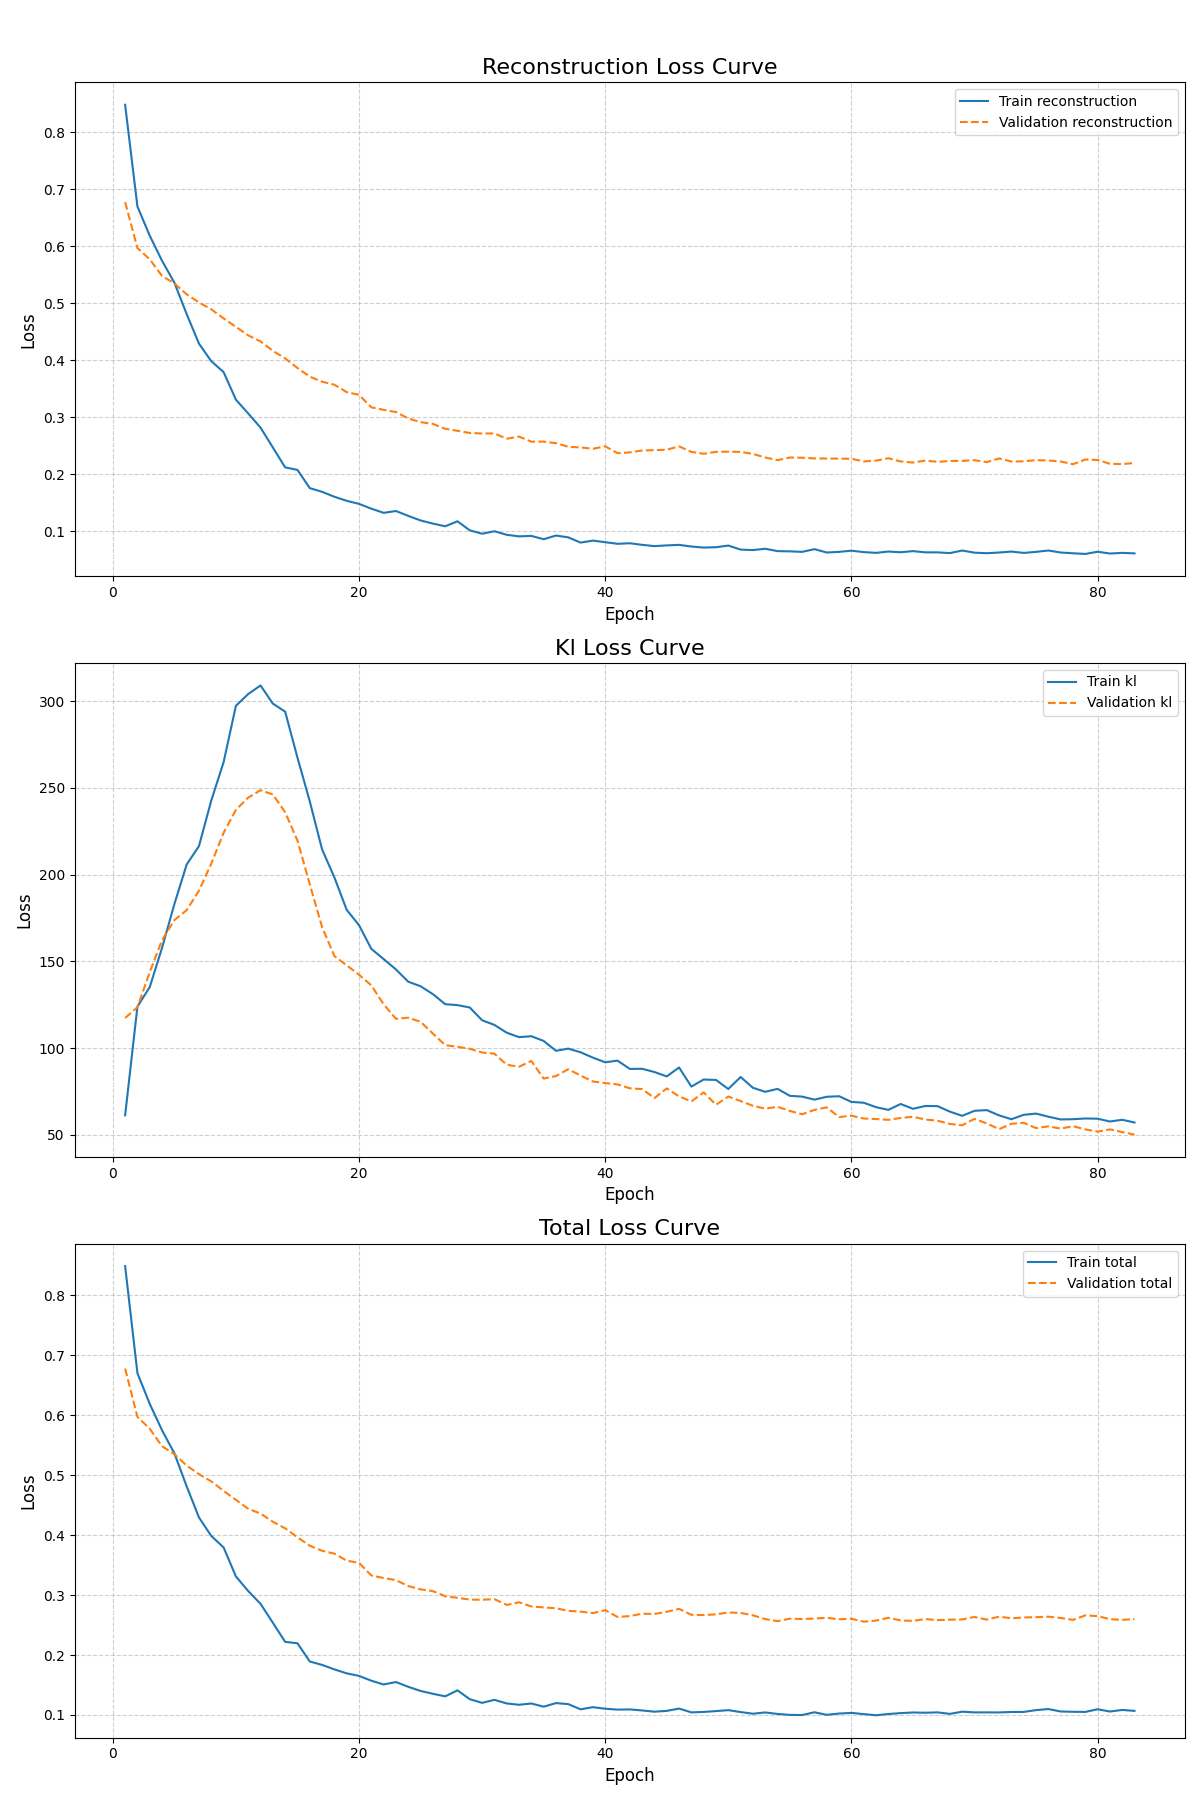 Reconstruction Loss Curve
Train reconstruction
Validation reconstruction
0.8
0.7
0.6
0.5
0.4
0.3
0.2
0.1
Loss
0 20 40 60 80
Epoch
Kl Loss Curve
Train kl
Validation kl
300
250
200
150
100
50
Loss
0 20 40 60 80
Epoch
Total Loss Curve
Train total
Validation total
0.8
0.7
0.6
0.5
0.4
0.3
0.2
0.1
Loss
0 20 40 60 80
Epoch